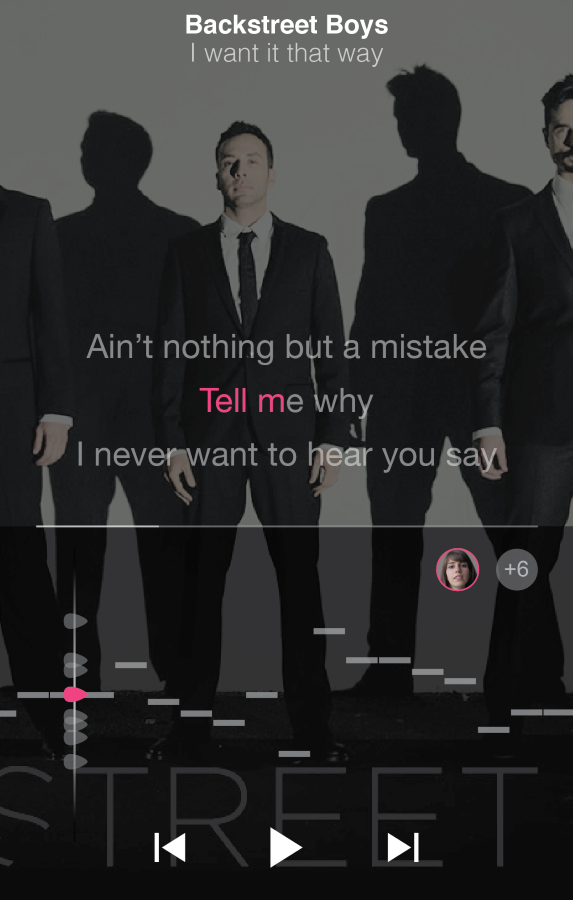 Backstreet Boys
I want it that way
Ain't nothing but a mistake
Tell me why
I never want to hear you say
+6
STREET